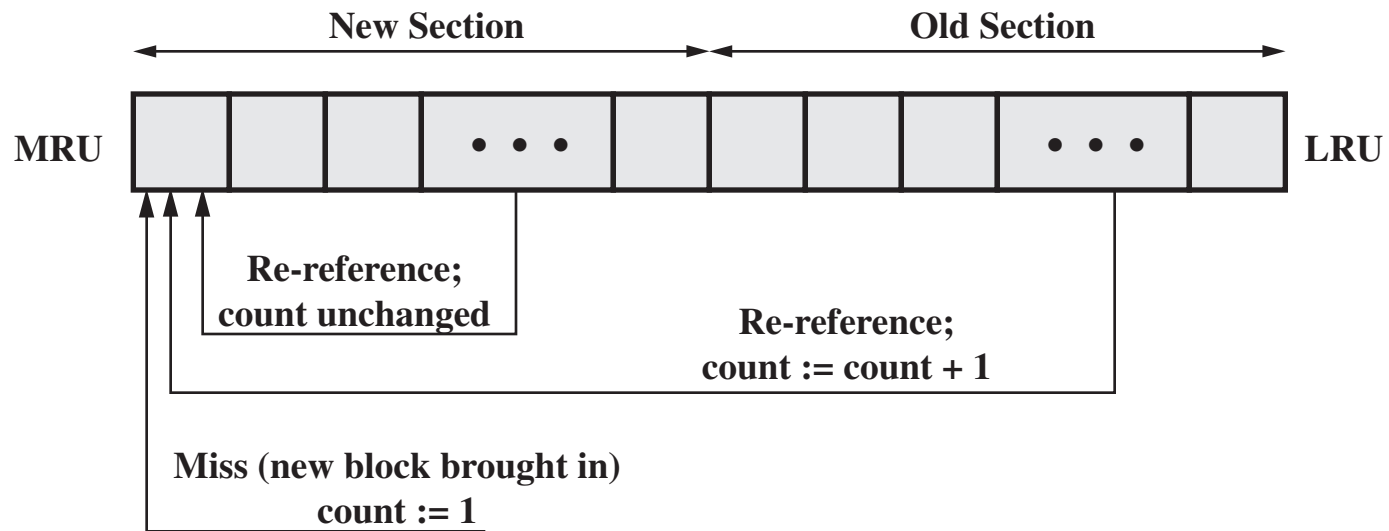 New Section
Old Section
MRU
• • •
• • •
LRU
Re-reference;
count unchanged
Re-reference;
count := count + 1
Miss (new block brought in)
count := 1